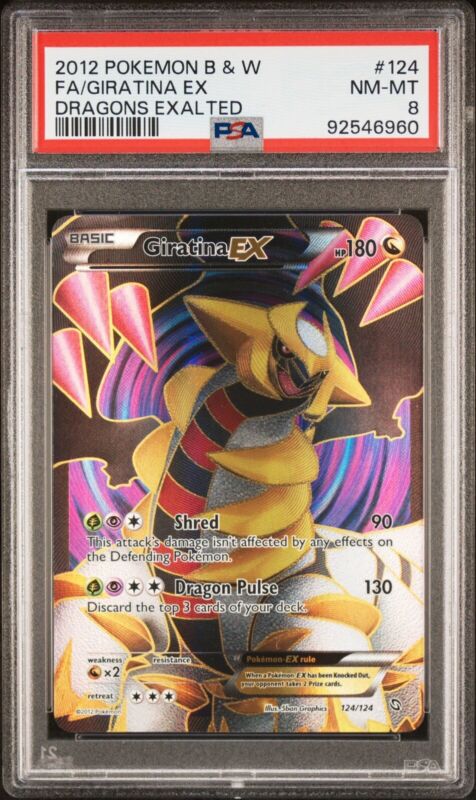 2012 POKEMON B & W #124
FA/GIRATINA EX NM-MT
DRAGONS EXALTED 8
PSA 92546960
BASIC Giratina EX HP180
Shred 90
This attack's damage isn't affected by any effects on
the Defending Pokémon.
Dragon Pulse 130
Discard the top 3 cards of your deck.
weakness resistance
×2
retreat
Pokémon-EX rule
When a Pokémon-EX has been Knocked Out,
your opponent takes 2 Prize cards.
©2012 Pokémon
Illus. 5ban Graphics 124/124
21
PSA